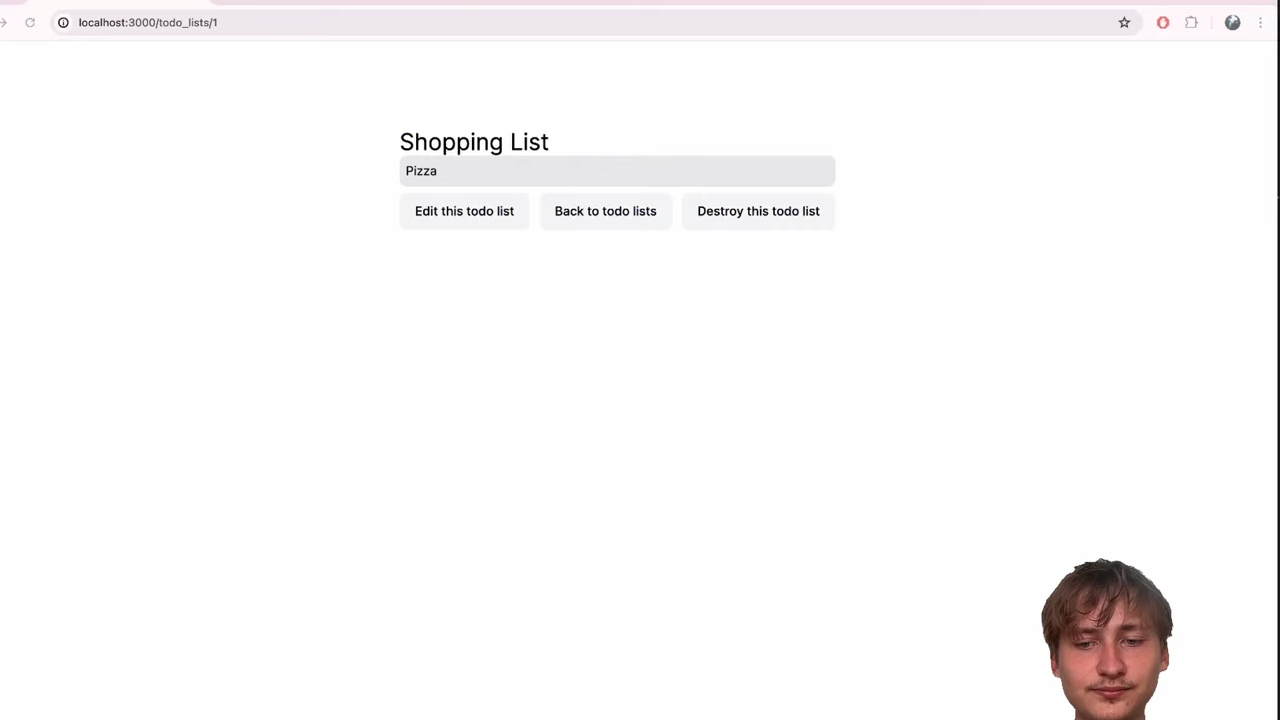 localhost:3000/todo_lists/1
Shopping List
Pizza
Edit this todo list Back to todo lists Destroy this todo list